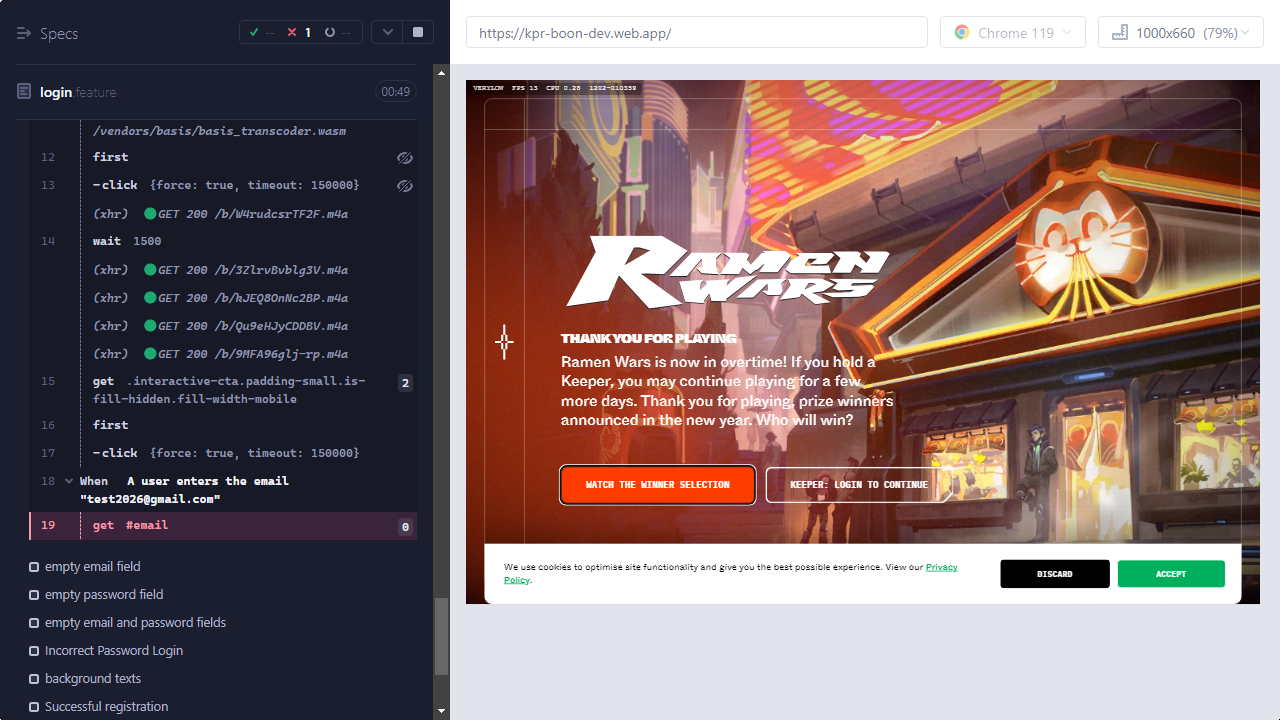 Specs
-- 1 --
login feature
00:49
/vendors/basis/basis_transcoder.wasm
12 first
13 -click {force: true, timeout: 150000}
(xhr) GET 200 /b/W4rudcsrTF2F.m4a
14 wait 1500
(xhr) GET 200 /b/3ZlrvBvblg3V.m4a
(xhr) GET 200 /b/kJEQ8OnNc2BP.m4a
(xhr) GET 200 /b/Qu9eHJyCDDBV.m4a
(xhr) GET 200 /b/9MFA96glj-rp.m4a
15 get .interactive-cta.padding-small.is-
fill-hidden.fill-width-mobile
2
16 first
17 -click {force: true, timeout: 150000}
18 When A user enters the email
"test2026@gmail.com"
19 get #email 0
empty email field
empty password field
empty email and password fields
Incorrect Password Login
background texts
Successful registration
https://kpr-boon-dev.web.app/
Chrome 119
1000x660 (79%)
VERYLOW FPS 13 CPU 0.28 1202-010359
RAMEN
WARS
THANK YOU FOR PLAYING
Ramen Wars is now in overtime! If you hold a
Keeper, you may continue playing for a few
more days. Thank you for playing, prize winners
announced in the new year. Who will win?
WATCH THE WINNER SELECTION
KEEPER: LOGIN TO CONTINUE
We use cookies to optimise site functionality and give you the best possible experience. View our Privacy
Policy.
DISCARD
ACCEPT